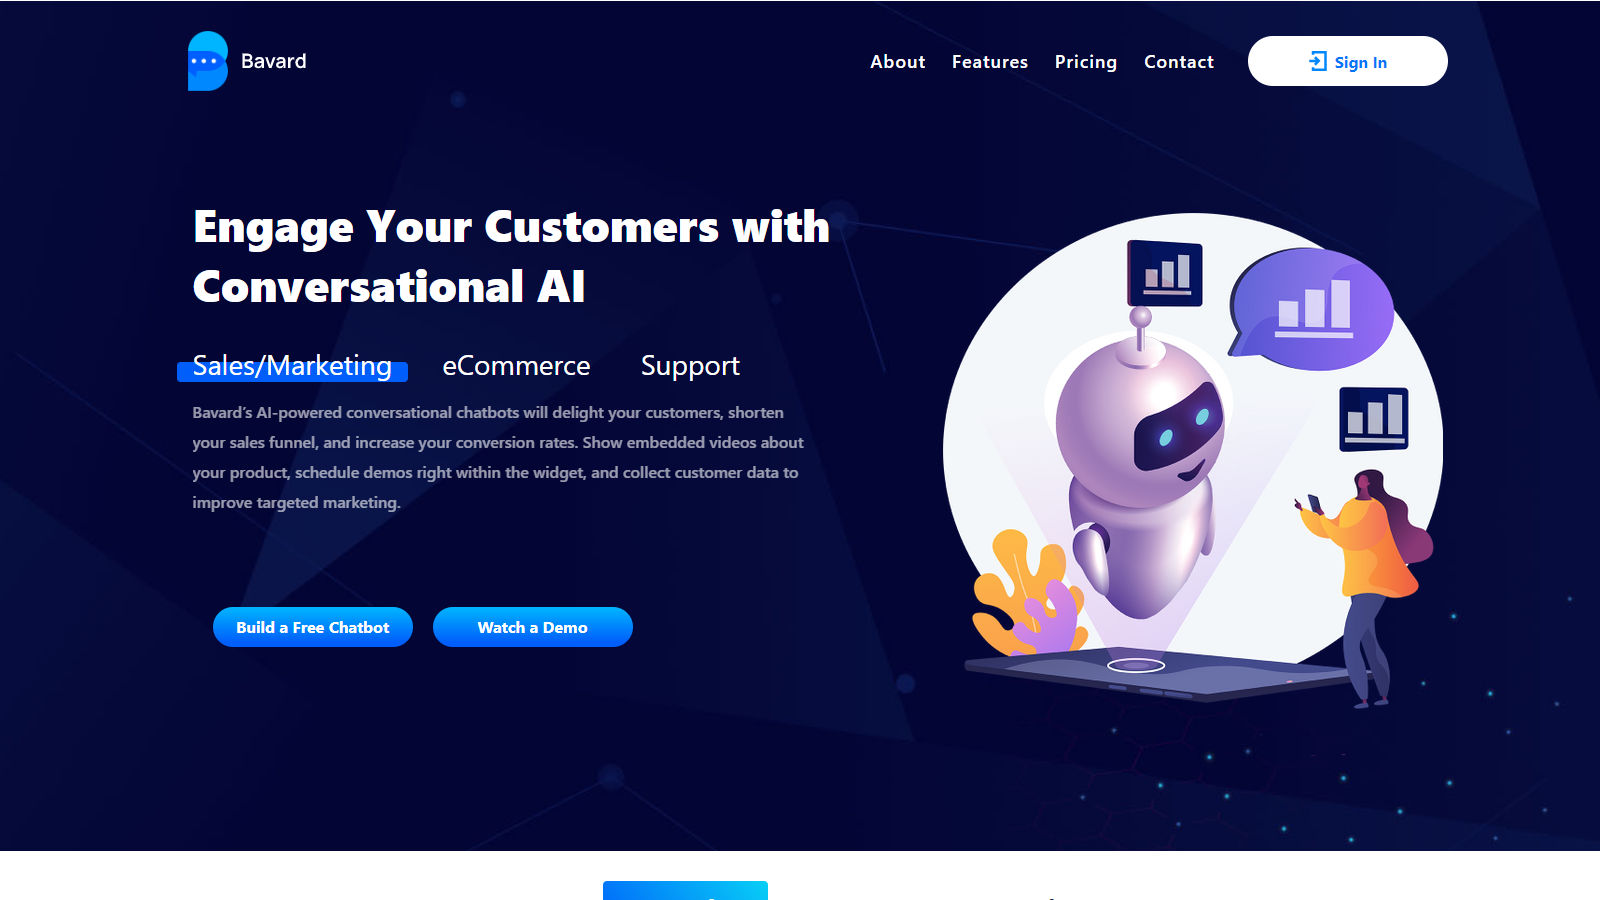 Bavard
About Features Pricing Contact Sign In
Engage Your Customers with
Conversational AI
Sales/Marketing eCommerce Support
Bavard's AI-powered conversational chatbots will delight your customers, shorten
your sales funnel, and increase your conversion rates. Show embedded videos about
your product, schedule demos right within the widget, and collect customer data to
improve targeted marketing.
Build a Free Chatbot Watch a Demo